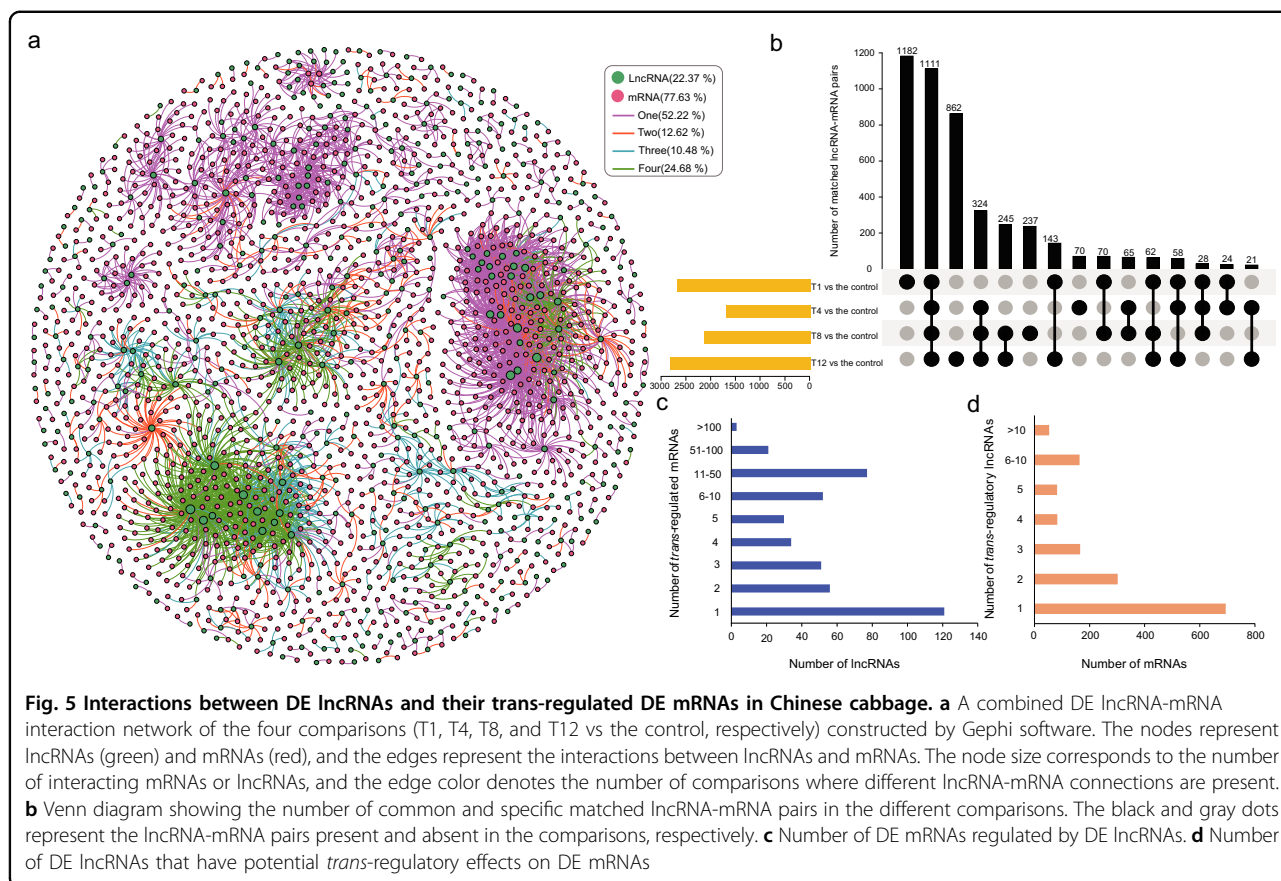 a
LncRNA(22.37 %)
mRNA(77.63 %)
One(52.22 %)
Two(12.62 %)
Three(10.48 %)
Four(24.68 %)
b
Number of matched lncRNA-mRNA pairs
1200
1000
800
600
400
200
0
1182
1111
862
324
245
237
143
70
70
65
62
58
28
24
21
T1 vs the control
T4 vs the control
T8 vs the control
T12 vs the control
3000 2500 2000 1500 1000 500 0
c
Number of trans-regulated mRNAs
>100
51-100
11-50
6-10
5
4
3
2
1
0 20 40 60 80 100 120 140
Number of lncRNAs
d
Number of trans-regulatory lncRNAs
>10
6-10
5
4
3
2
1
0 200 400 600 800
Number of mRNAs
Fig. 5 Interactions between DE lncRNAs and their trans-regulated DE mRNAs in Chinese cabbage. a A combined DE lncRNA-mRNA
interaction network of the four comparisons (T1, T4, T8, and T12 vs the control, respectively) constructed by Gephi software. The nodes represent
lncRNAs (green) and mRNAs (red), and the edges represent the interactions between lncRNAs and mRNAs. The node size corresponds to the number
of interacting mRNAs or lncRNAs, and the edge color denotes the number of comparisons where different lncRNA-mRNA connections are present.
b Venn diagram showing the number of common and specific matched lncRNA-mRNA pairs in the different comparisons. The black and gray dots
represent the lncRNA-mRNA pairs present and absent in the comparisons, respectively. c Number of DE mRNAs regulated by DE lncRNAs. d Number
of DE lncRNAs that have potential trans-regulatory effects on DE mRNAs